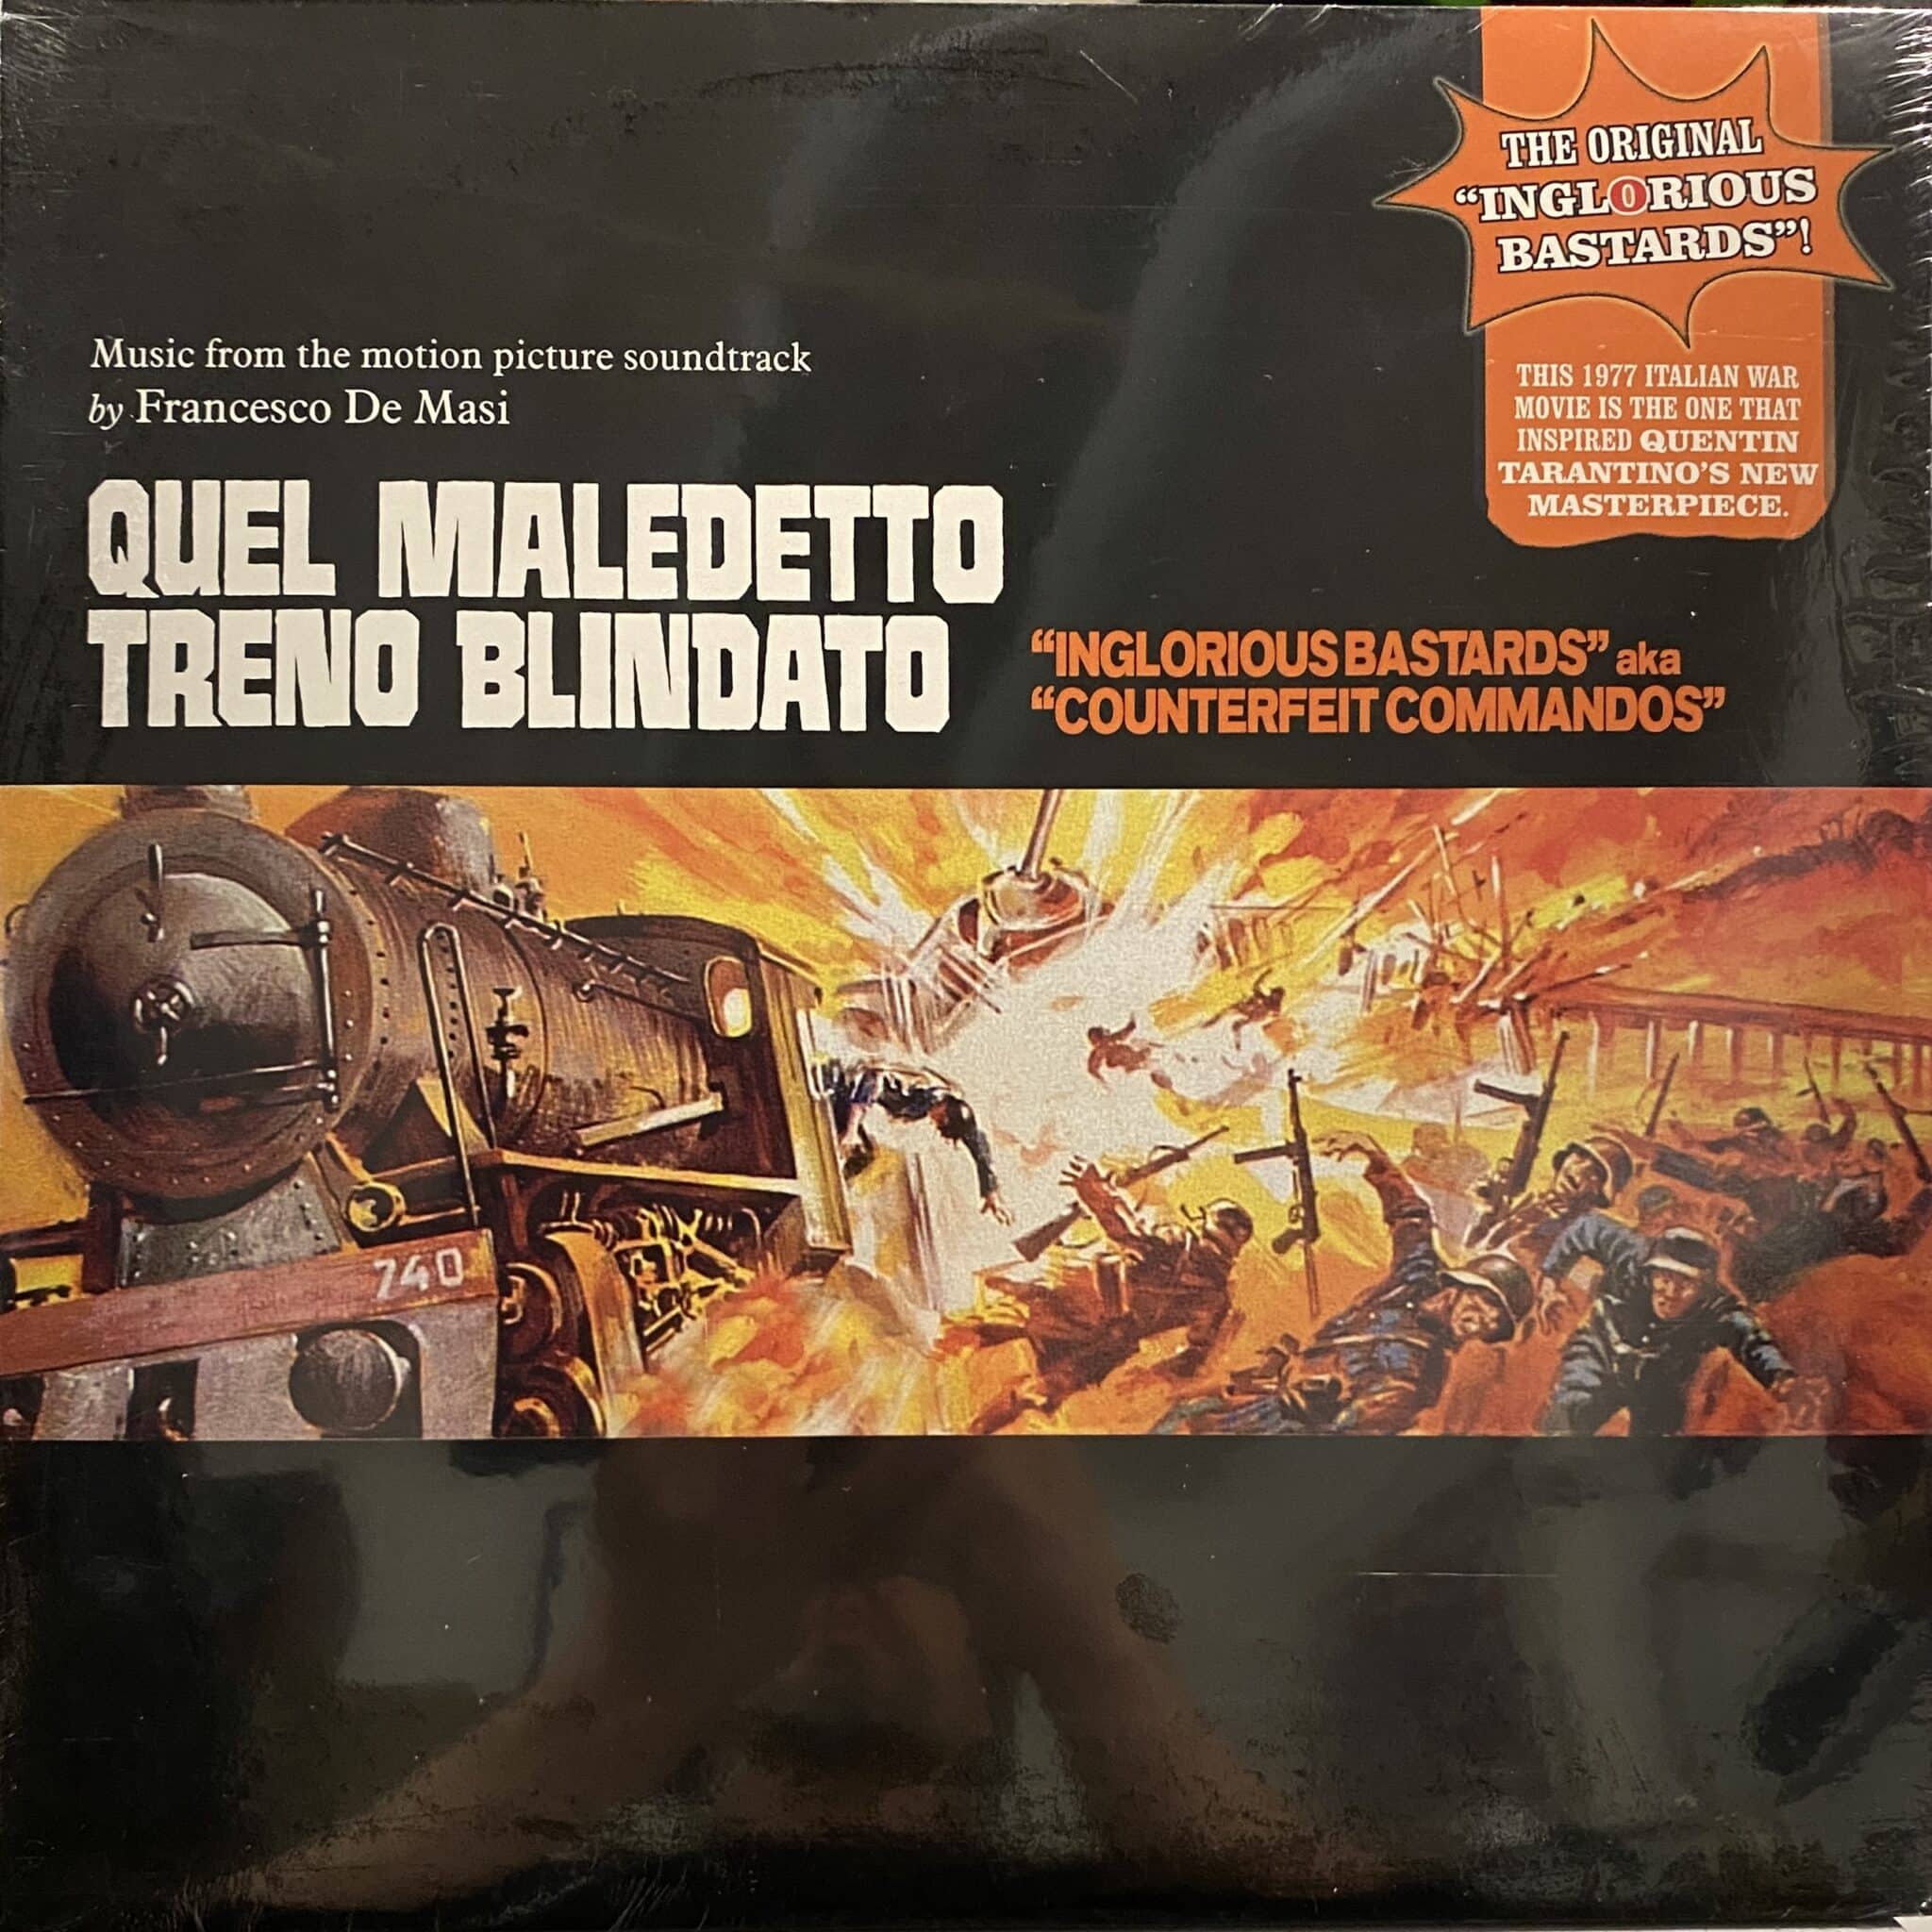 THE ORIGINAL
“INGLORIOUS
BASTARDS”!
THIS 1977 ITALIAN WAR
MOVIE IS THE ONE THAT
INSPIRED QUENTIN
TARANTINO’S NEW
MASTERPIECE.
Music from the motion picture soundtrack
by Francesco De Masi
QUEL MALEDETTO
TRENO BLINDATO
“INGLORIOUS BASTARDS” aka
“COUNTERFEIT COMMANDOS”
740